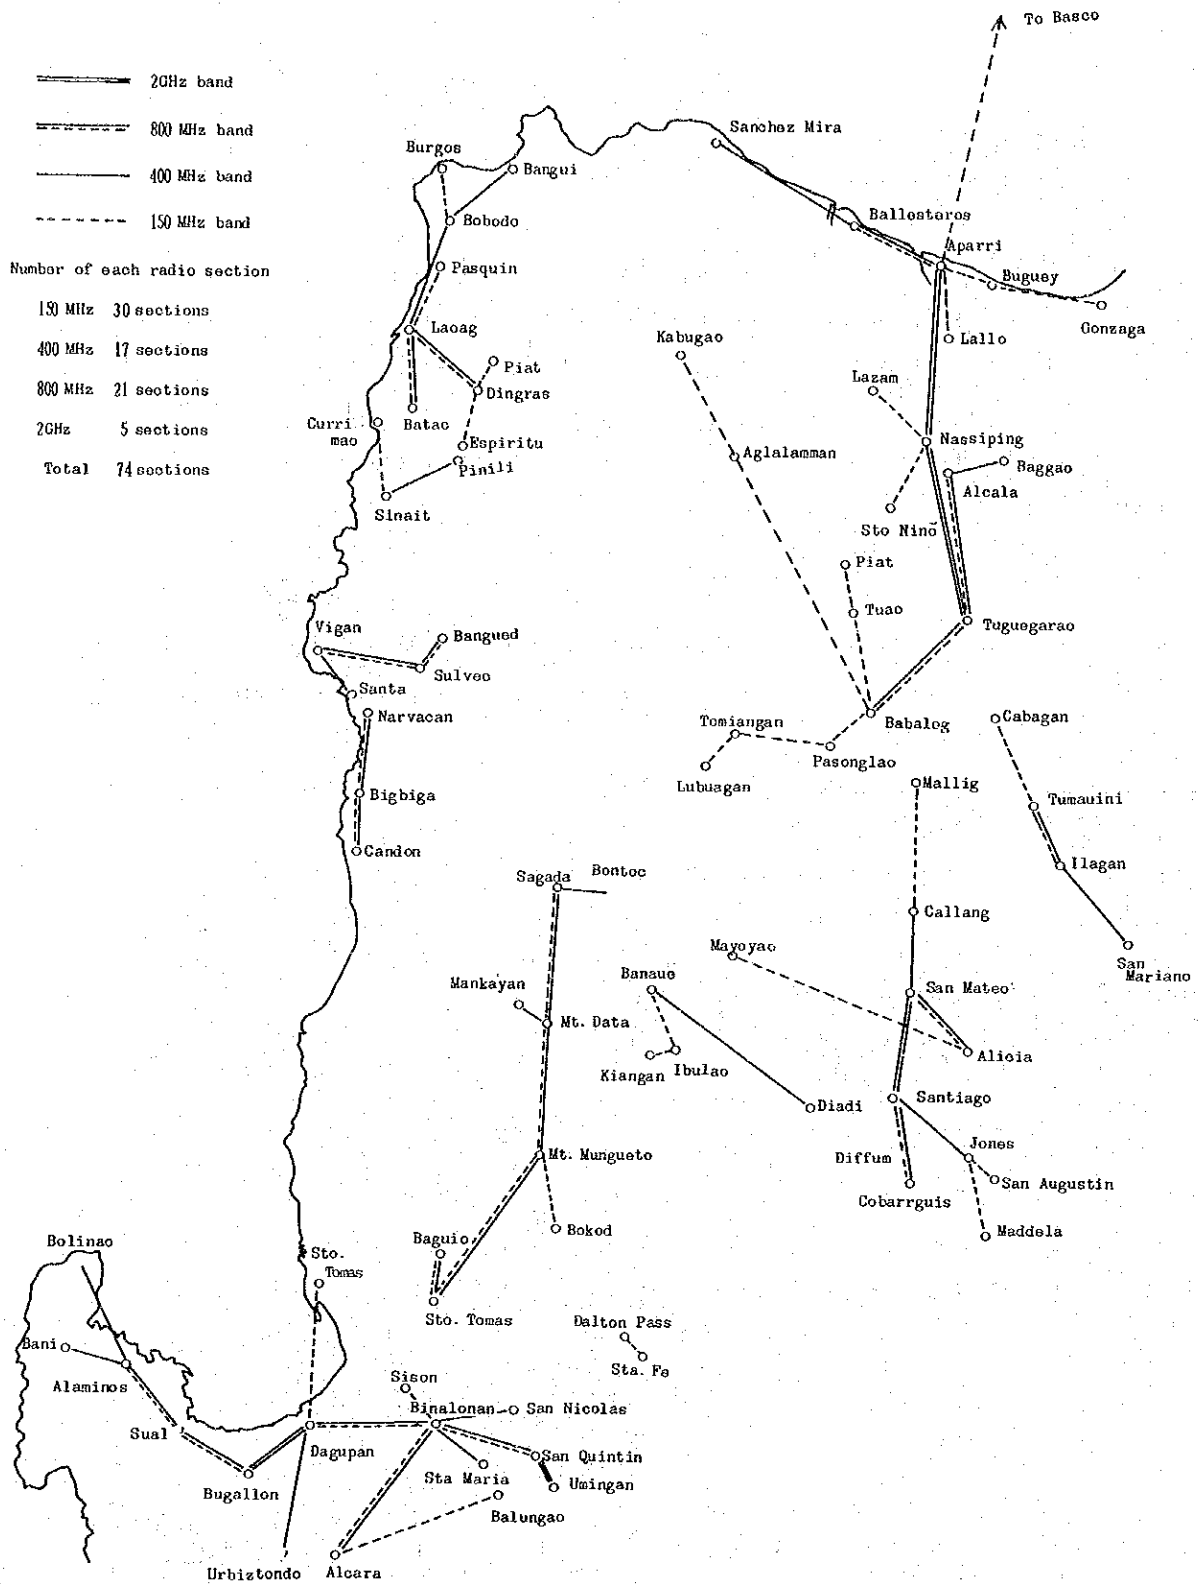 To Basco
2GHz band
800 MHz band
400 MHz band
150 MHz band
Number of each radio section
150 MHz 30 sections
400 MHz 17 sections
800 MHz 21 sections
2GHz 5 sections
Total 74 sections
Sanchez Mira
Burgos
Bangui
Bobodo
Ballesteros
Aparri
Pasquin
Buguey
Gonzaga
Laoag
Kabugao
Lallo
Piat
Dingras
Lazam
Curri
mao
Batac
Espiritu
Pinili
Nassiping
Aglalamman
Baggao
Alcala
Sinait
Sto Ninõ
Piat
Tuao
Tuguegarao
Vigan
Bangued
Sulvec
Santa
Narvacan
Tomiangan
Babalog
Cabagan
Pasonglao
Lubuagan
Mallig
Bigbiga
Tumauini
Candon
Ilagan
Sagada
Bontoc
Callang
Mayoyao
San
Mariano
Banaue
Mankayan
San Mateo
Mt. Data
Alicia
Kiangan
Ibulao
Diadi
Santiago
Jones
Mt. Mungueto
Diffum
San Augustin
Cobarrguis
Bokod
Maddela
Baguio
Bolinao
Sto.
Tomas
Sto. Tomas
Dalton Pass
Bani
Sta. Fe
Alaminos
Sison
Binalonan
San Nicolas
Sual
Dagupan
San Quintin
Sta Maria
Umingan
Bugallon
Balungao
Urbiztondo
Alcara